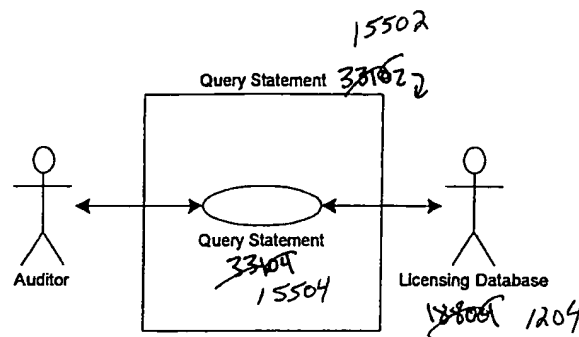 15502
Query Statement 33102
Query Statement
33104
15504
Auditor
Licensing Database
1204